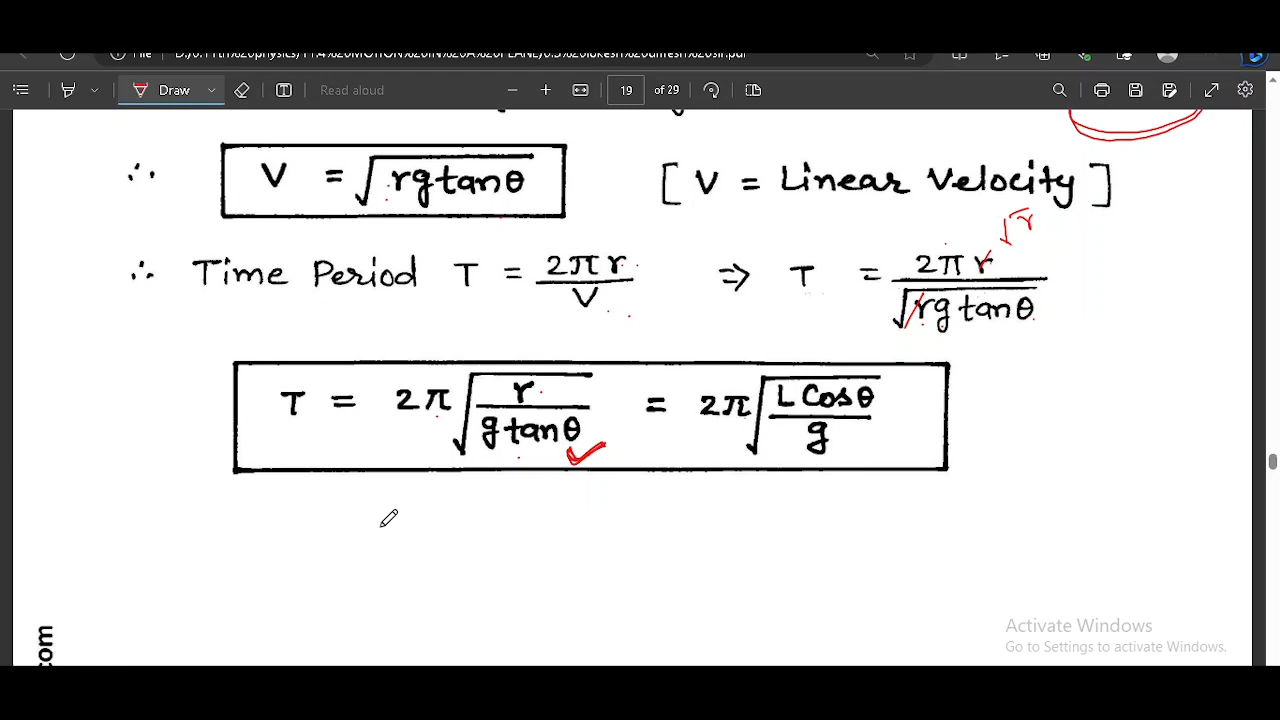 File
Draw
Read aloud
19 of 29
∴ V = √(rg tanθ) [ V = Linear Velocity ]
√r
∴ Time Period T = 2πr / V ⇒ T = 2πr / √(rg tanθ)
T = 2π √(r / (g tanθ)) = 2π √(L Cosθ / g)
Activate Windows
Go to Settings to activate Windows.
.com